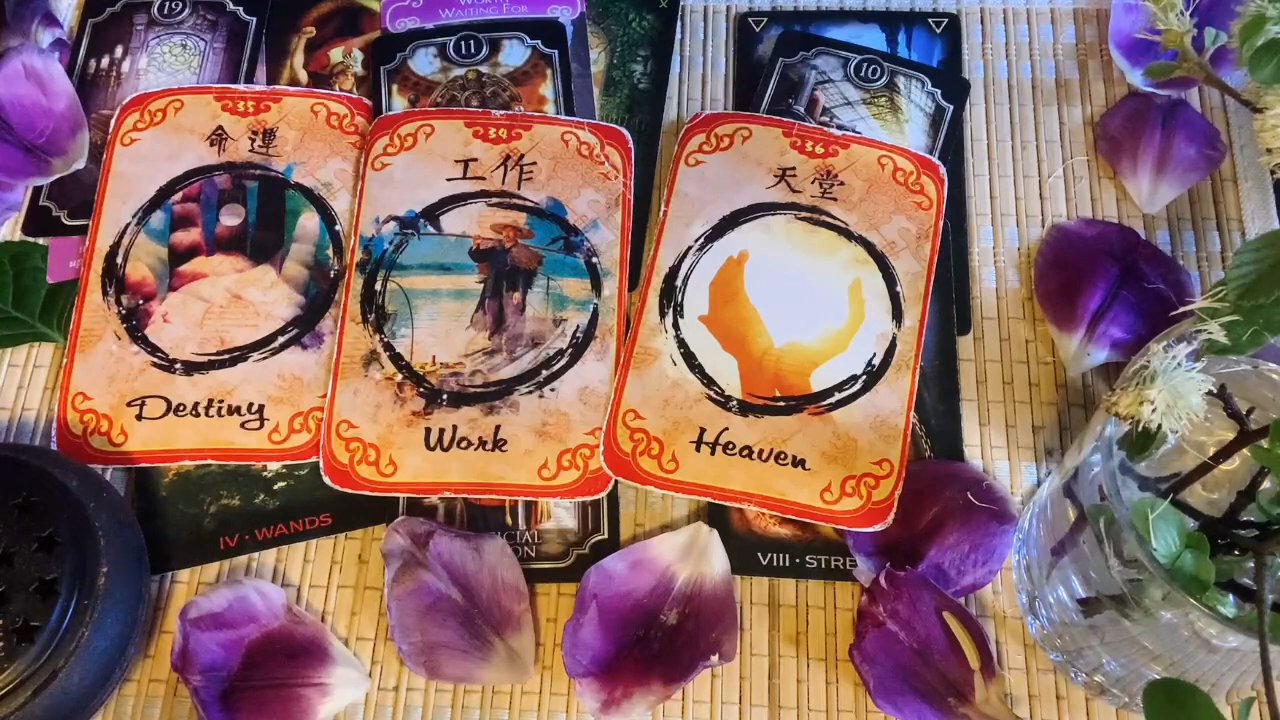 19
WORTH
WAITING FOR
11
10
35
命運
Destiny
34
工作
Work
36
天堂
Heaven
IV • WANDS
VIII • STRE